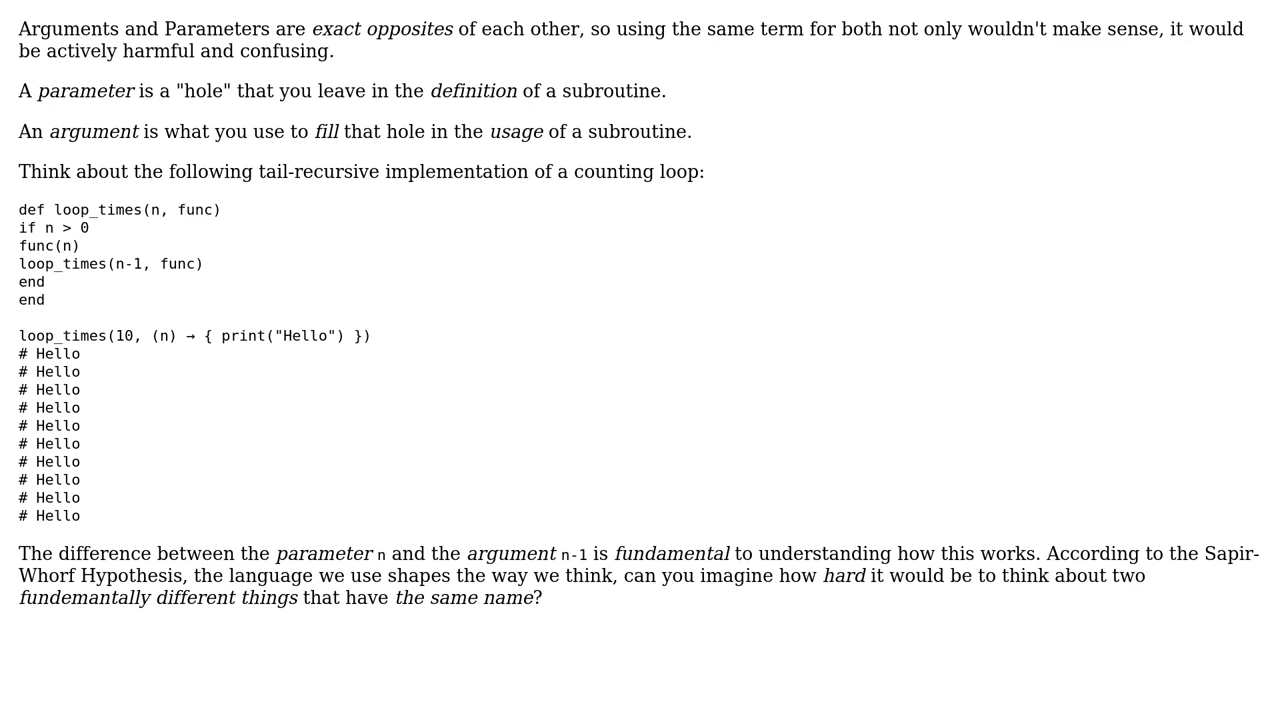 Arguments and Parameters are exact opposites of each other, so using the same term for both not only wouldn't make sense, it would
be actively harmful and confusing.
A parameter is a "hole" that you leave in the definition of a subroutine.
An argument is what you use to fill that hole in the usage of a subroutine.
Think about the following tail-recursive implementation of a counting loop:
def loop_times(n, func)
if n > 0
func(n)
loop_times(n-1, func)
end
end
loop_times(10, (n) → { print("Hello") })
# Hello
# Hello
# Hello
# Hello
# Hello
# Hello
# Hello
# Hello
# Hello
# Hello
The difference between the parameter n and the argument n-1 is fundamental to understanding how this works. According to the Sapir-
Whorf Hypothesis, the language we use shapes the way we think, can you imagine how hard it would be to think about two
fundemantally different things that have the same name?